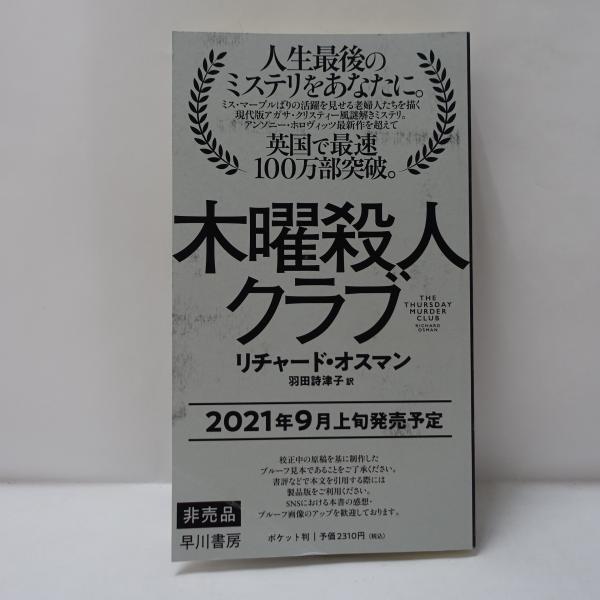 人生最後の
ミステリをあなたに。
ミス・マープルばりの活躍を見せる老婦人たちを描く
現代版アガサ・クリスティー風謎解きミステリ。
アンソニー・ホロヴィッツ最新作を超えて
英国で最速
100万部突破。
木曜殺人
クラブ
THE
THURSDAY
MURDER
CLUB
RICHARD
OSMAN
リチャード・オスマン
羽田詩津子 訳
2021年9月上旬発売予定
校正中の原稿を基に制作した
プルーフ見本であることをご了承ください。
書評などで本文を引用する際には
製品版をご利用ください。
SNSにおける本書の感想・
プルーフ画像のアップを歓迎しております。
非売品
早川書房
ポケット判|予価2310円(税込)